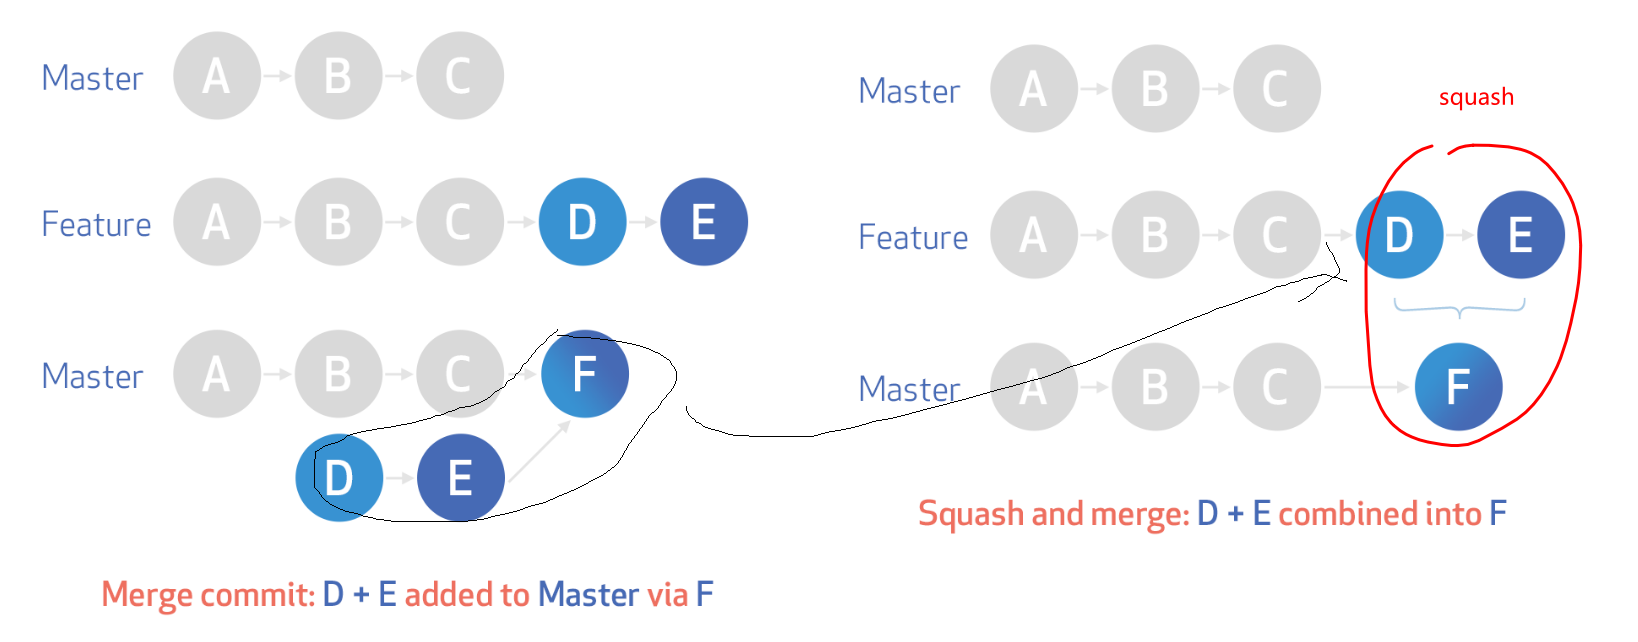 Master A B C
Feature A B C D E
Master A B C F
D E
Merge commit: D + E added to Master via F
squash
Master A B C
Feature A B C D E
Master A B C F
Squash and merge: D + E combined into F